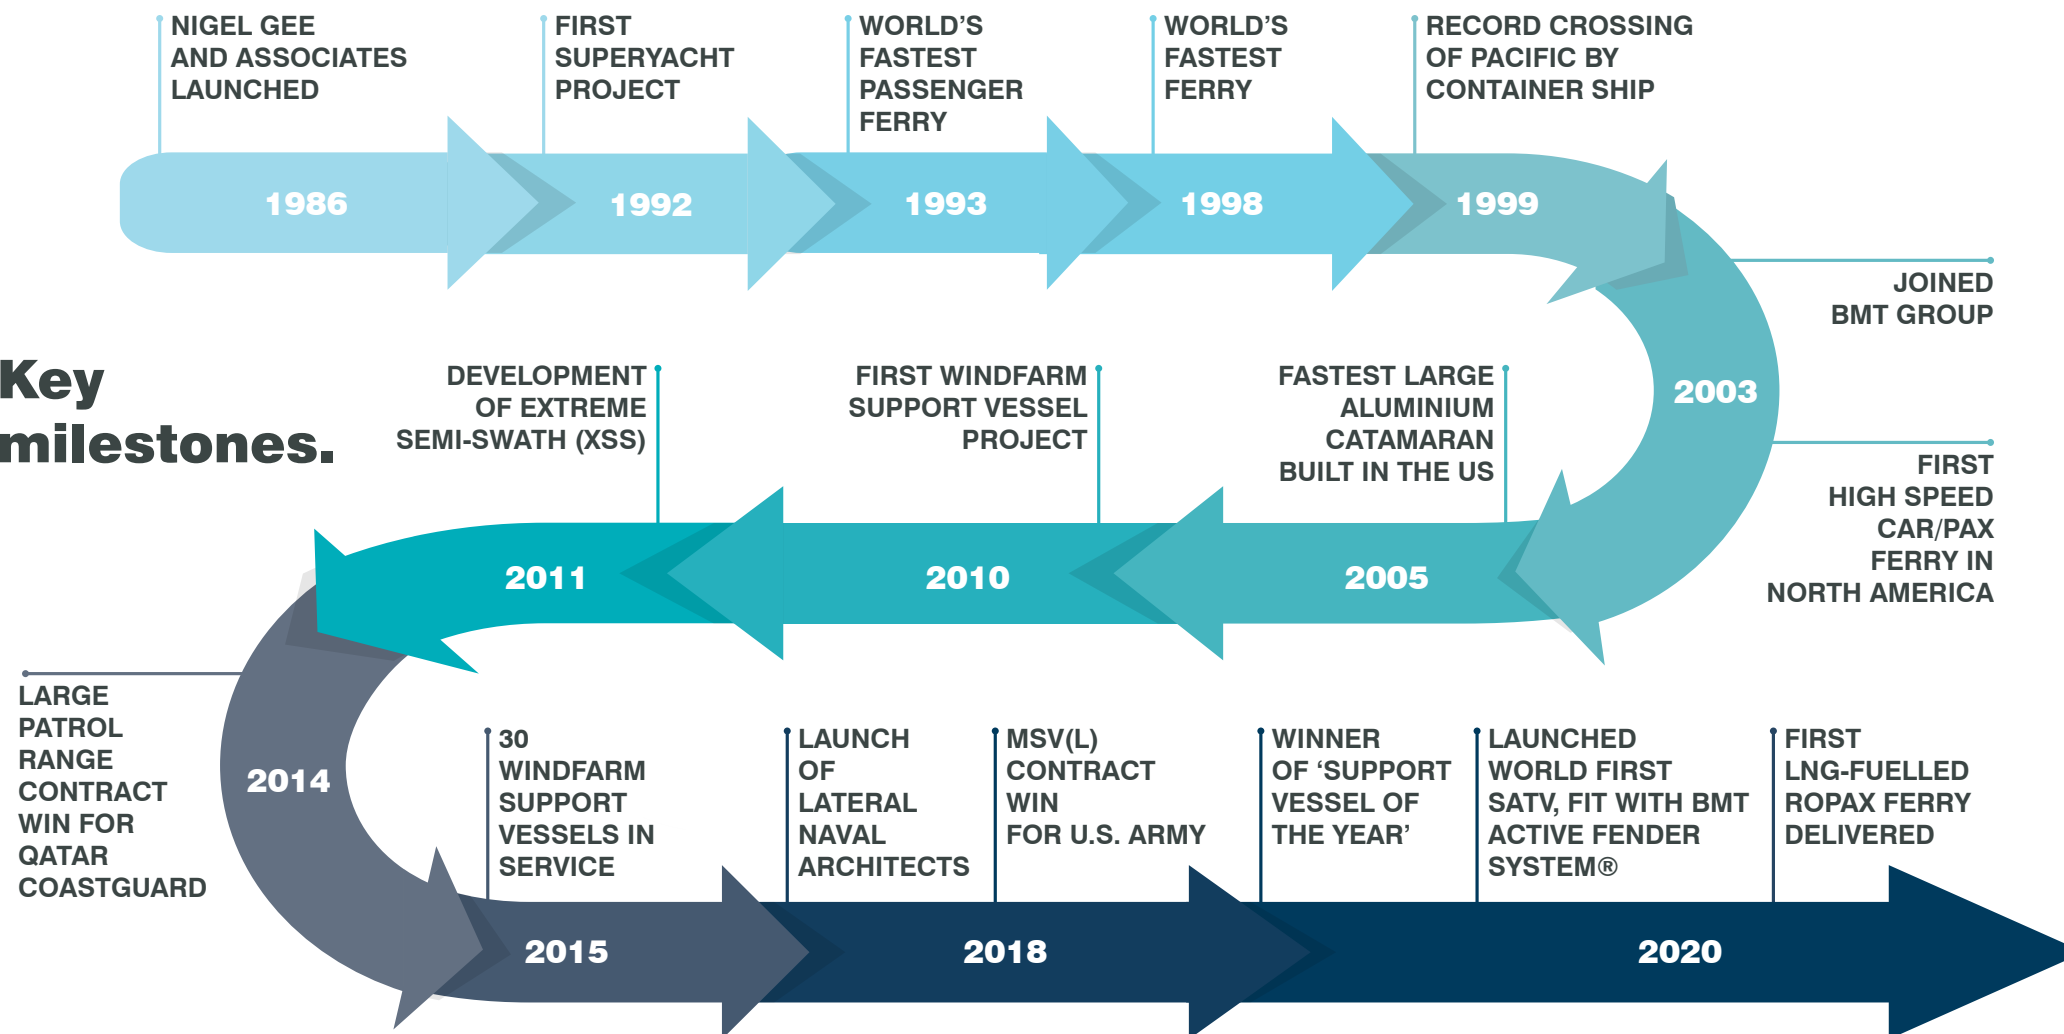 NIGEL GEE
AND ASSOCIATES
LAUNCHED
1986
FIRST
SUPERYACHT
PROJECT
1992
WORLD’S
FASTEST
PASSENGER
FERRY
1993
WORLD’S
FASTEST
FERRY
1998
RECORD CROSSING
OF PACIFIC BY
CONTAINER SHIP
1999
JOINED
BMT GROUP
2003
FIRST
HIGH SPEED
CAR/PAX
FERRY IN
NORTH AMERICA
Key
milestones.
FASTEST LARGE
ALUMINIUM
CATAMARAN
BUILT IN THE US
2005
FIRST WINDFARM
SUPPORT VESSEL
PROJECT
2010
DEVELOPMENT
OF EXTREME
SEMI-SWATH (XSS)
2011
LARGE
PATROL
RANGE
CONTRACT
WIN FOR
QATAR
COASTGUARD
2014
30
WINDFARM
SUPPORT
VESSELS IN
SERVICE
2015
LAUNCH
OF
LATERAL
NAVAL
ARCHITECTS
MSV(L)
CONTRACT
WIN
FOR U.S. ARMY
2018
WINNER
OF ‘SUPPORT
VESSEL OF
THE YEAR’
LAUNCHED
WORLD FIRST
SATV, FIT WITH BMT
ACTIVE FENDER
SYSTEM®
FIRST
LNG-FUELLED
ROPAX FERRY
DELIVERED
2020